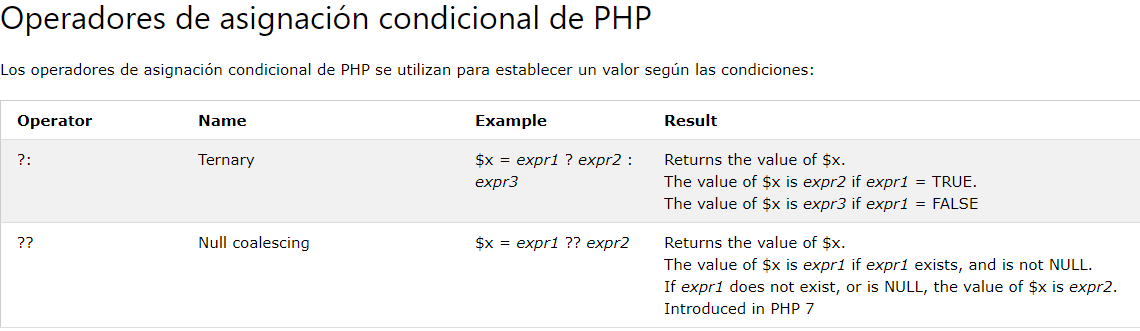 Operadores de asignación condicional de PHP
Los operadores de asignación condicional de PHP se utilizan para establecer un valor según las condiciones:
Operator Name Example Result
?: Ternary $x = expr1 ? expr2 : expr3 Returns the value of $x.
The value of $x is expr2 if expr1 = TRUE.
The value of $x is expr3 if expr1 = FALSE
?? Null coalescing $x = expr1 ?? expr2 Returns the value of $x.
The value of $x is expr1 if expr1 exists, and is not NULL.
If expr1 does not exist, or is NULL, the value of $x is expr2.
Introduced in PHP 7